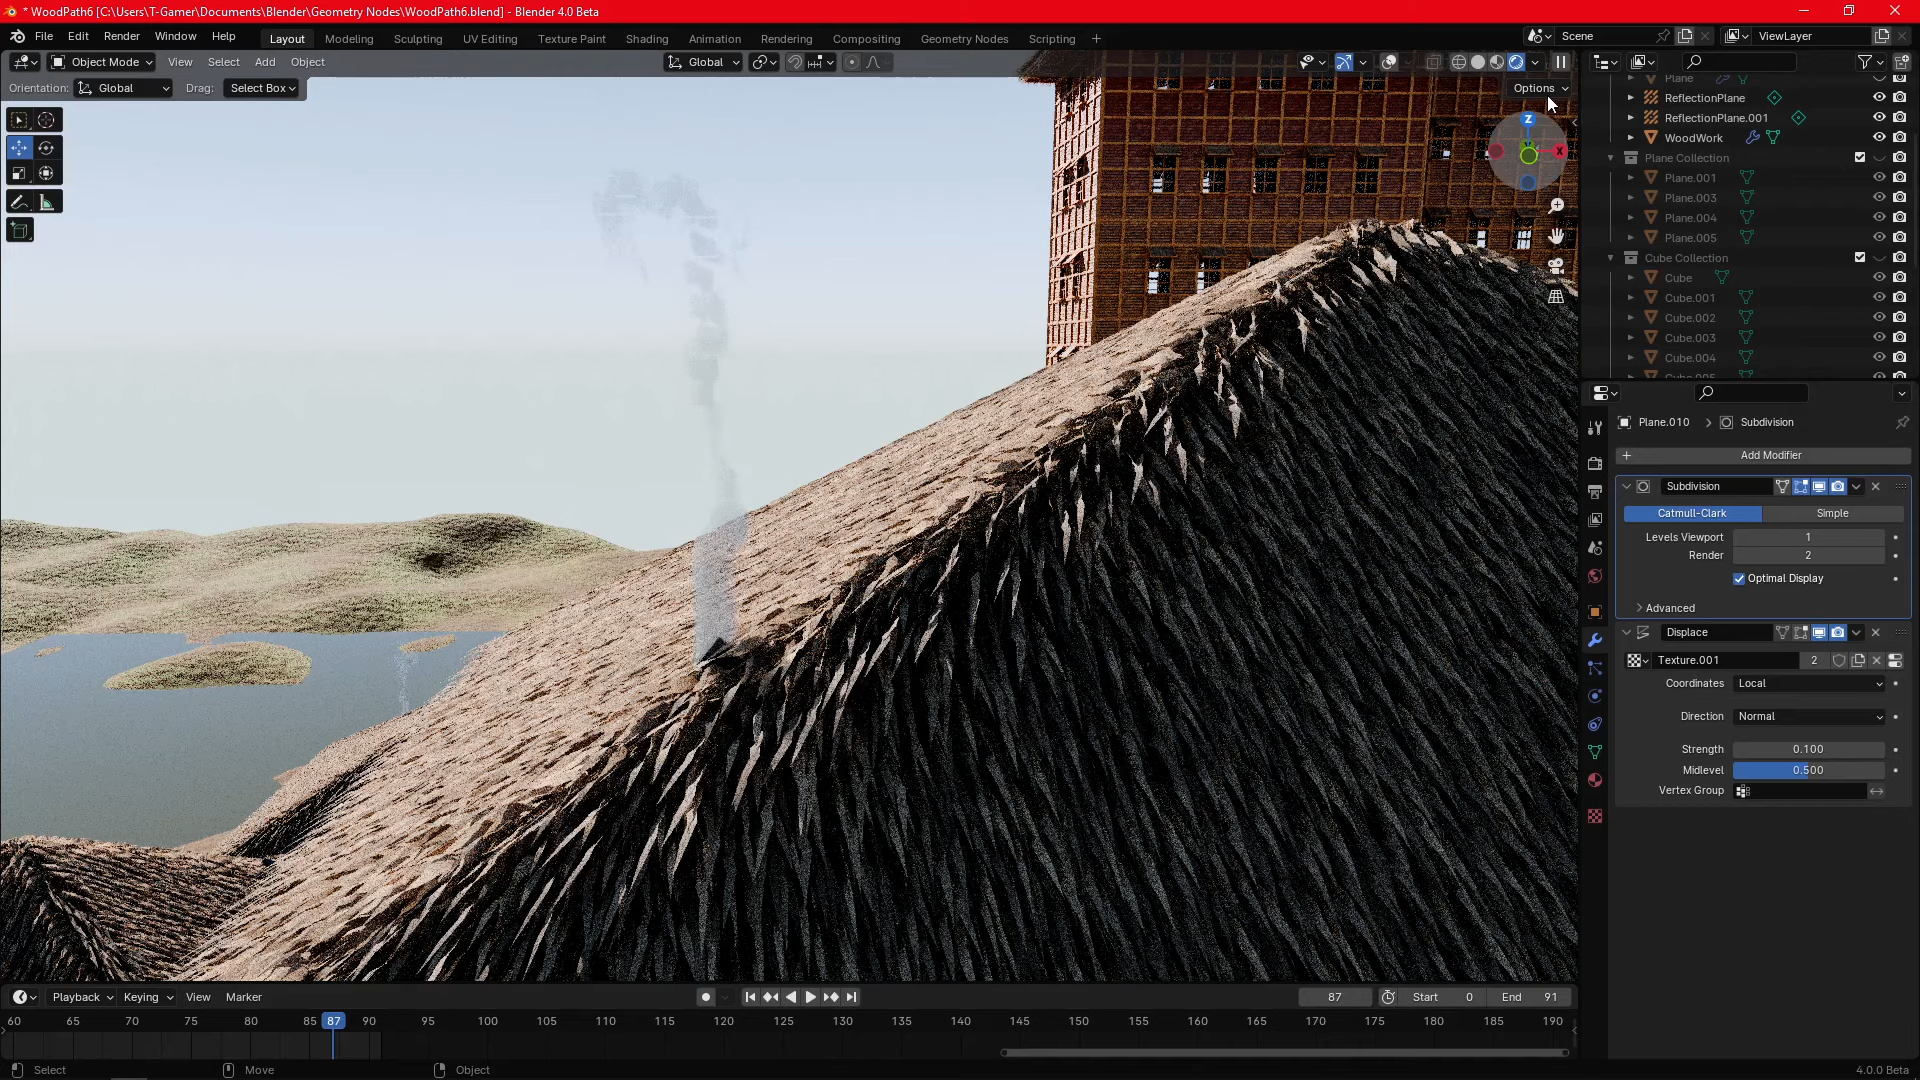 * WoodPath6 [C:\Users\T-Gamer\Documents\Blender\Geometry Nodes\WoodPath6.blend] - Blender 4.0 Beta
File Edit Render Window Help
Layout Modeling Sculpting UV Editing Texture Paint Shading Animation Rendering Compositing Geometry Nodes Scripting +
Scene
ViewLayer
Object Mode View Select Add Object
Global
Orientation: Global Drag: Select Box
Options
Z
X
Plane
ReflectionPlane
ReflectionPlane.001
WoodWork
Plane Collection
Plane.001
Plane.003
Plane.004
Plane.005
Cube Collection
Cube
Cube.001
Cube.002
Cube.003
Cube.004
Cube.005
Plane.010 > Subdivision
+ Add Modifier
Subdivision
Catmull-Clark Simple
Levels Viewport 1
Render 2
Optimal Display
Advanced
Displace
Texture.001 2
Coordinates Local
Direction Normal
Strength 0.100
Midlevel 0.500
Vertex Group
Playback Keying View Marker
87 Start 0 End 91
60 65 70 75 80 85 87 90 95 100 105 110 115 120 125 130 135 140 145 150 155 160 165 170 175 180 185 190
Select Move Object
4.0.0 Beta